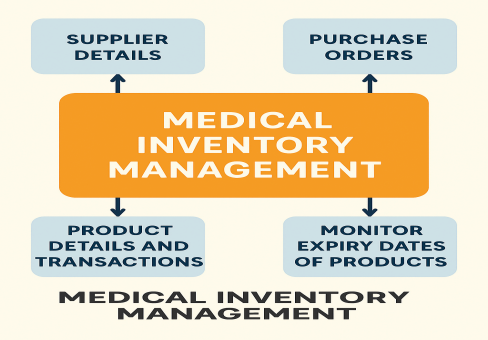 SUPPLIER
DETAILS
PURCHASE
ORDERS
MEDICAL
INVENTORY
MANAGEMENT
PRODUCT
DETAILS AND
TRANSACTIONS
MONITOR
EXPIRY DATES
OF PRODUCTS
MEDICAL INVENTORY
MANAGEMENT